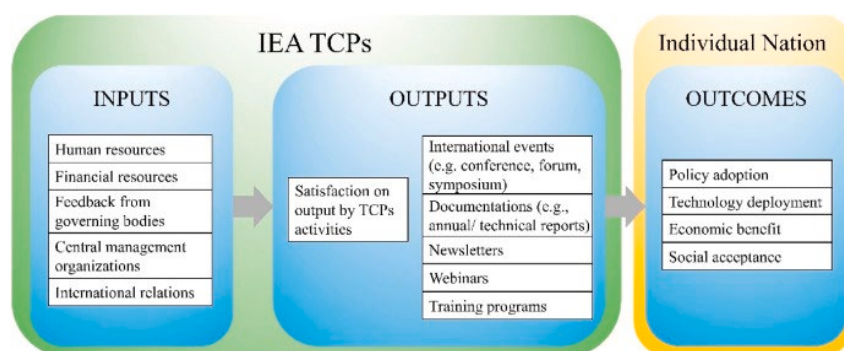 IEA TCPs
Individual Nation
INPUTS
Human resources
Financial resources
Feedback from
governing bodies
Central management
organizations
International relations
OUTPUTS
Satisfaction on
output by TCPs
activities
International events
(e.g. conference, forum,
symposium)
Documentations (e.g.,
annual/ technical reports)
Newsletters
Webinars
Training programs
OUTCOMES
Policy adoption
Technology deployment
Economic benefit
Social acceptance